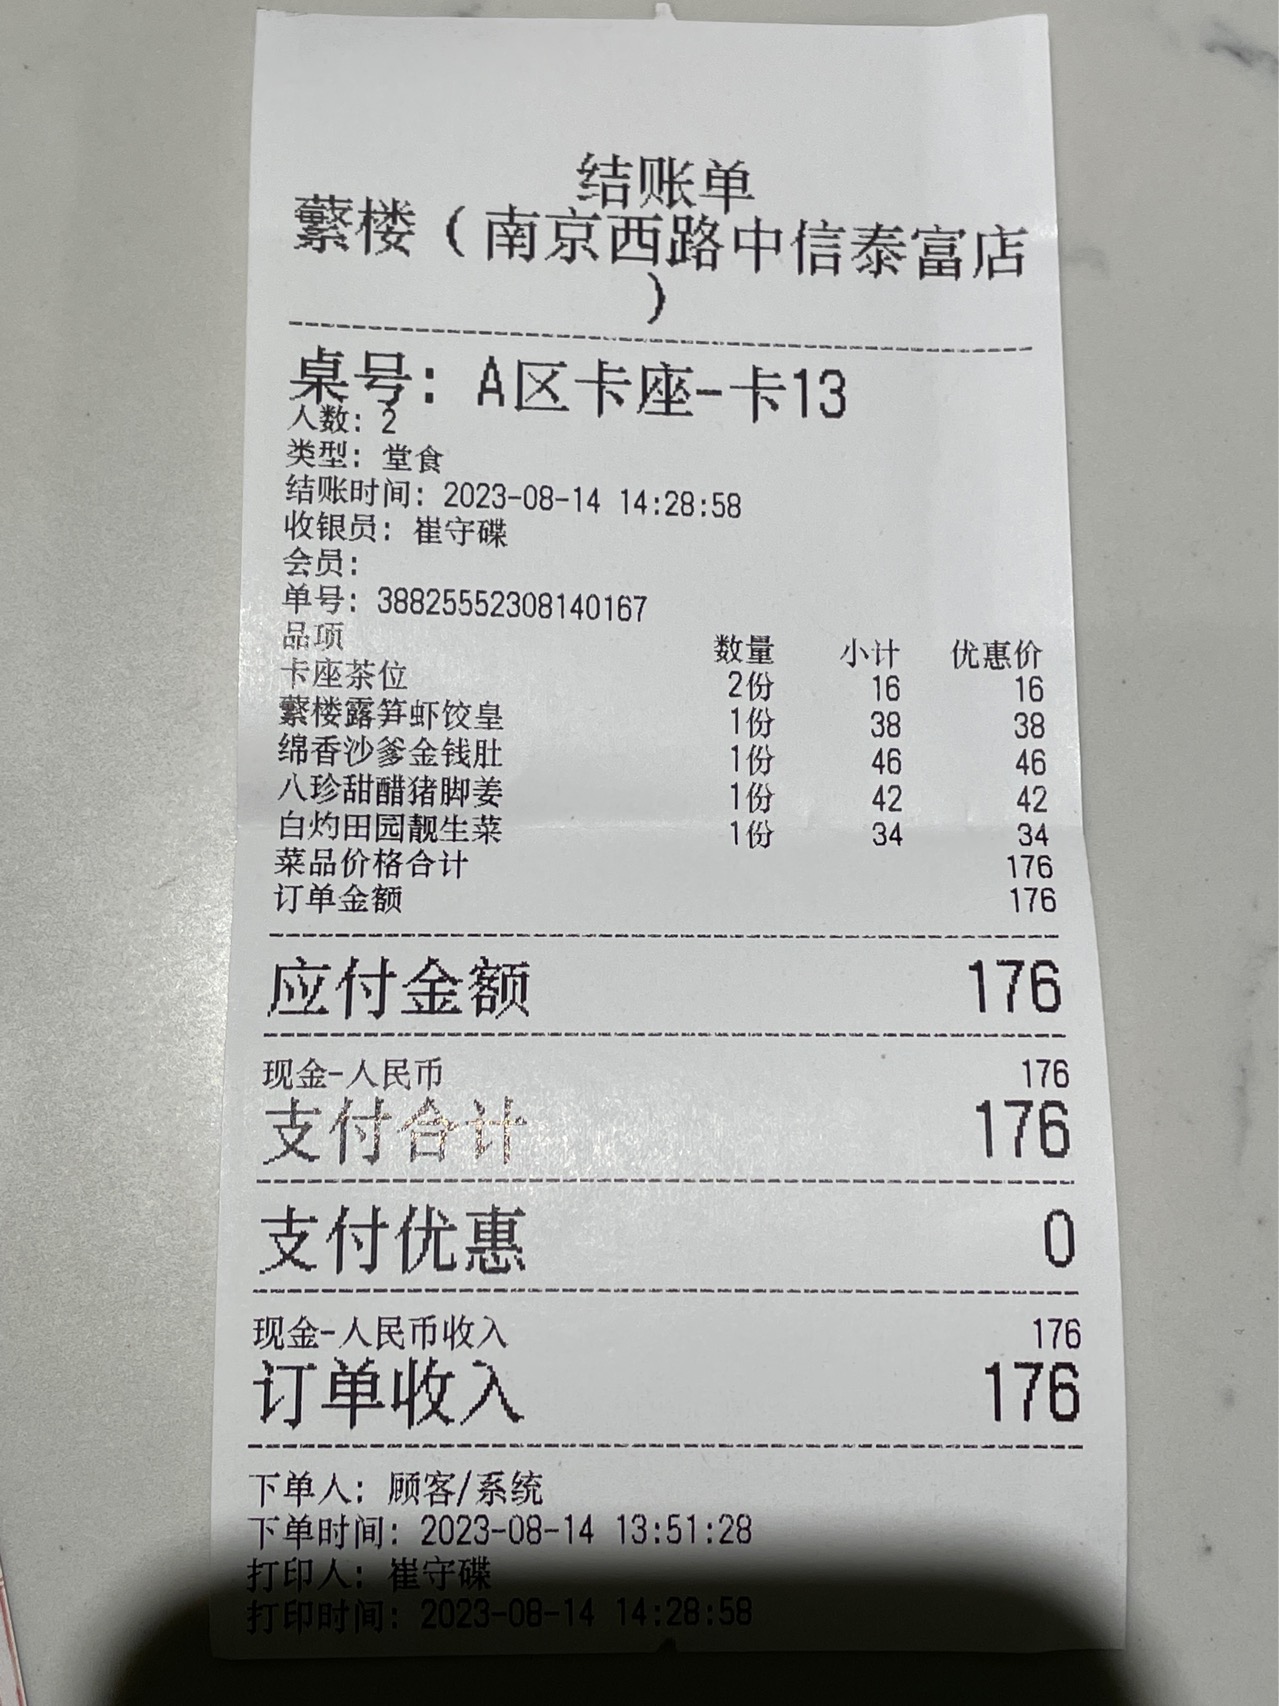 结账单
蘩楼（南京西路中信泰富店
）
桌号：A区卡座-卡13
人数：2
类型：堂食
结账时间：2023-08-14 14:28:58
收银员：崔守碟
会员：
单号：38825552308140167
品项 数量 小计 优惠价
卡座茶位 2份 16 16
蘩楼露笋虾饺皇 1份 38 38
绵香沙爹金钱肚 1份 46 46
八珍甜醋猪脚姜 1份 42 42
白灼田园靓生菜 1份 34 34
菜品价格合计 176
订单金额 176
应付金额 176
现金-人民币 176
支付合计 176
支付优惠 0
现金-人民币收入 176
订单收入 176
下单人：顾客/系统
下单时间：2023-08-14 13:51:28
打印人：崔守碟
打印时间：2023-08-14 14:28:58